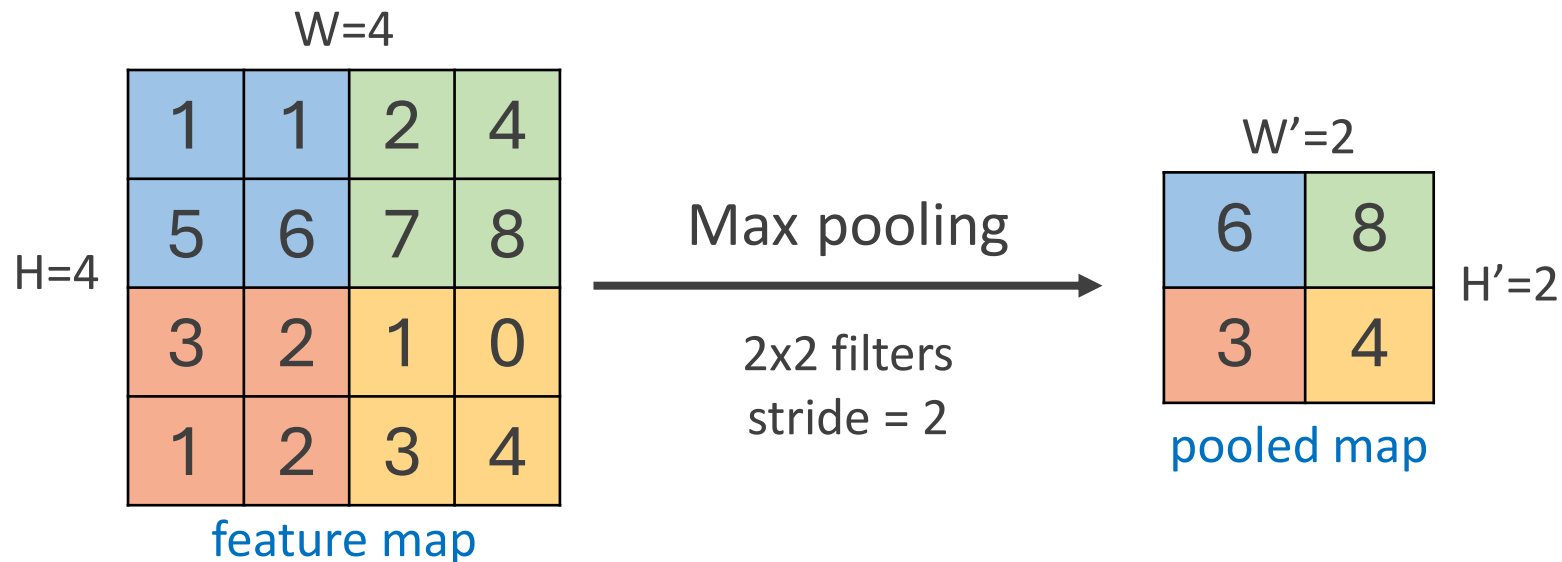 W=4
H=4
1 1 2 4
5 6 7 8
3 2 1 0
1 2 3 4
feature map
Max pooling
2x2 filters
stride = 2
W’=2
6 8
3 4
H’=2
pooled map